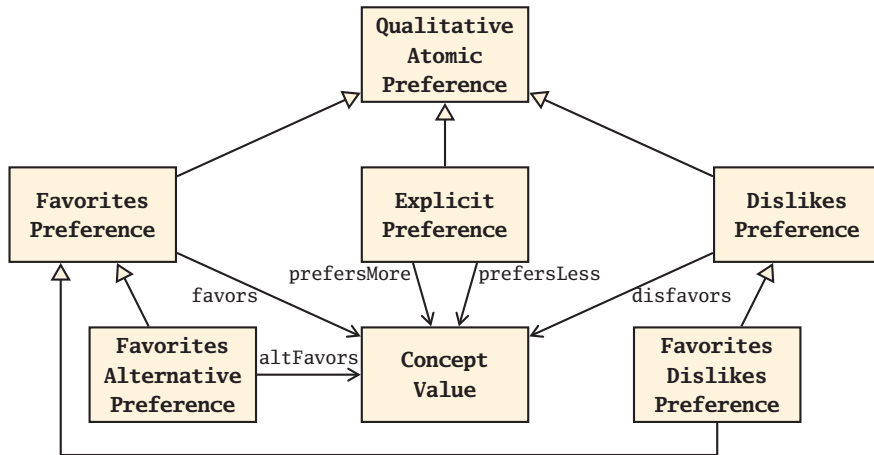 Qualitative
Atomic
Preference
Favorites
Preference
Explicit
Preference
Dislikes
Preference
prefersMore
prefersLess
favors
disfavors
Favorites
Alternative
Preference
altFavors
Concept
Value
Favorites
Dislikes
Preference